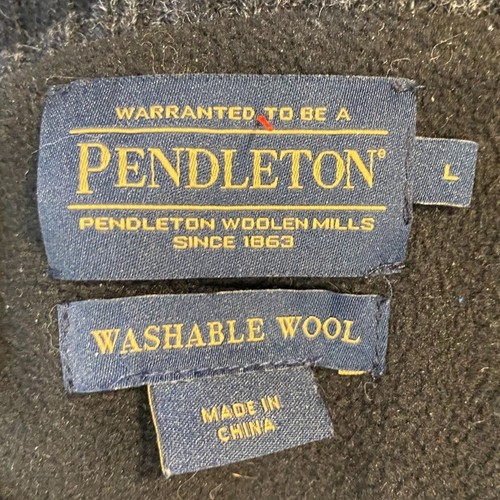 WARRANTED TO BE A
PENDLETON®
L
PENDLETON WOOLEN MILLS
SINCE 1863
WASHABLE WOOL
MADE IN
CHINA